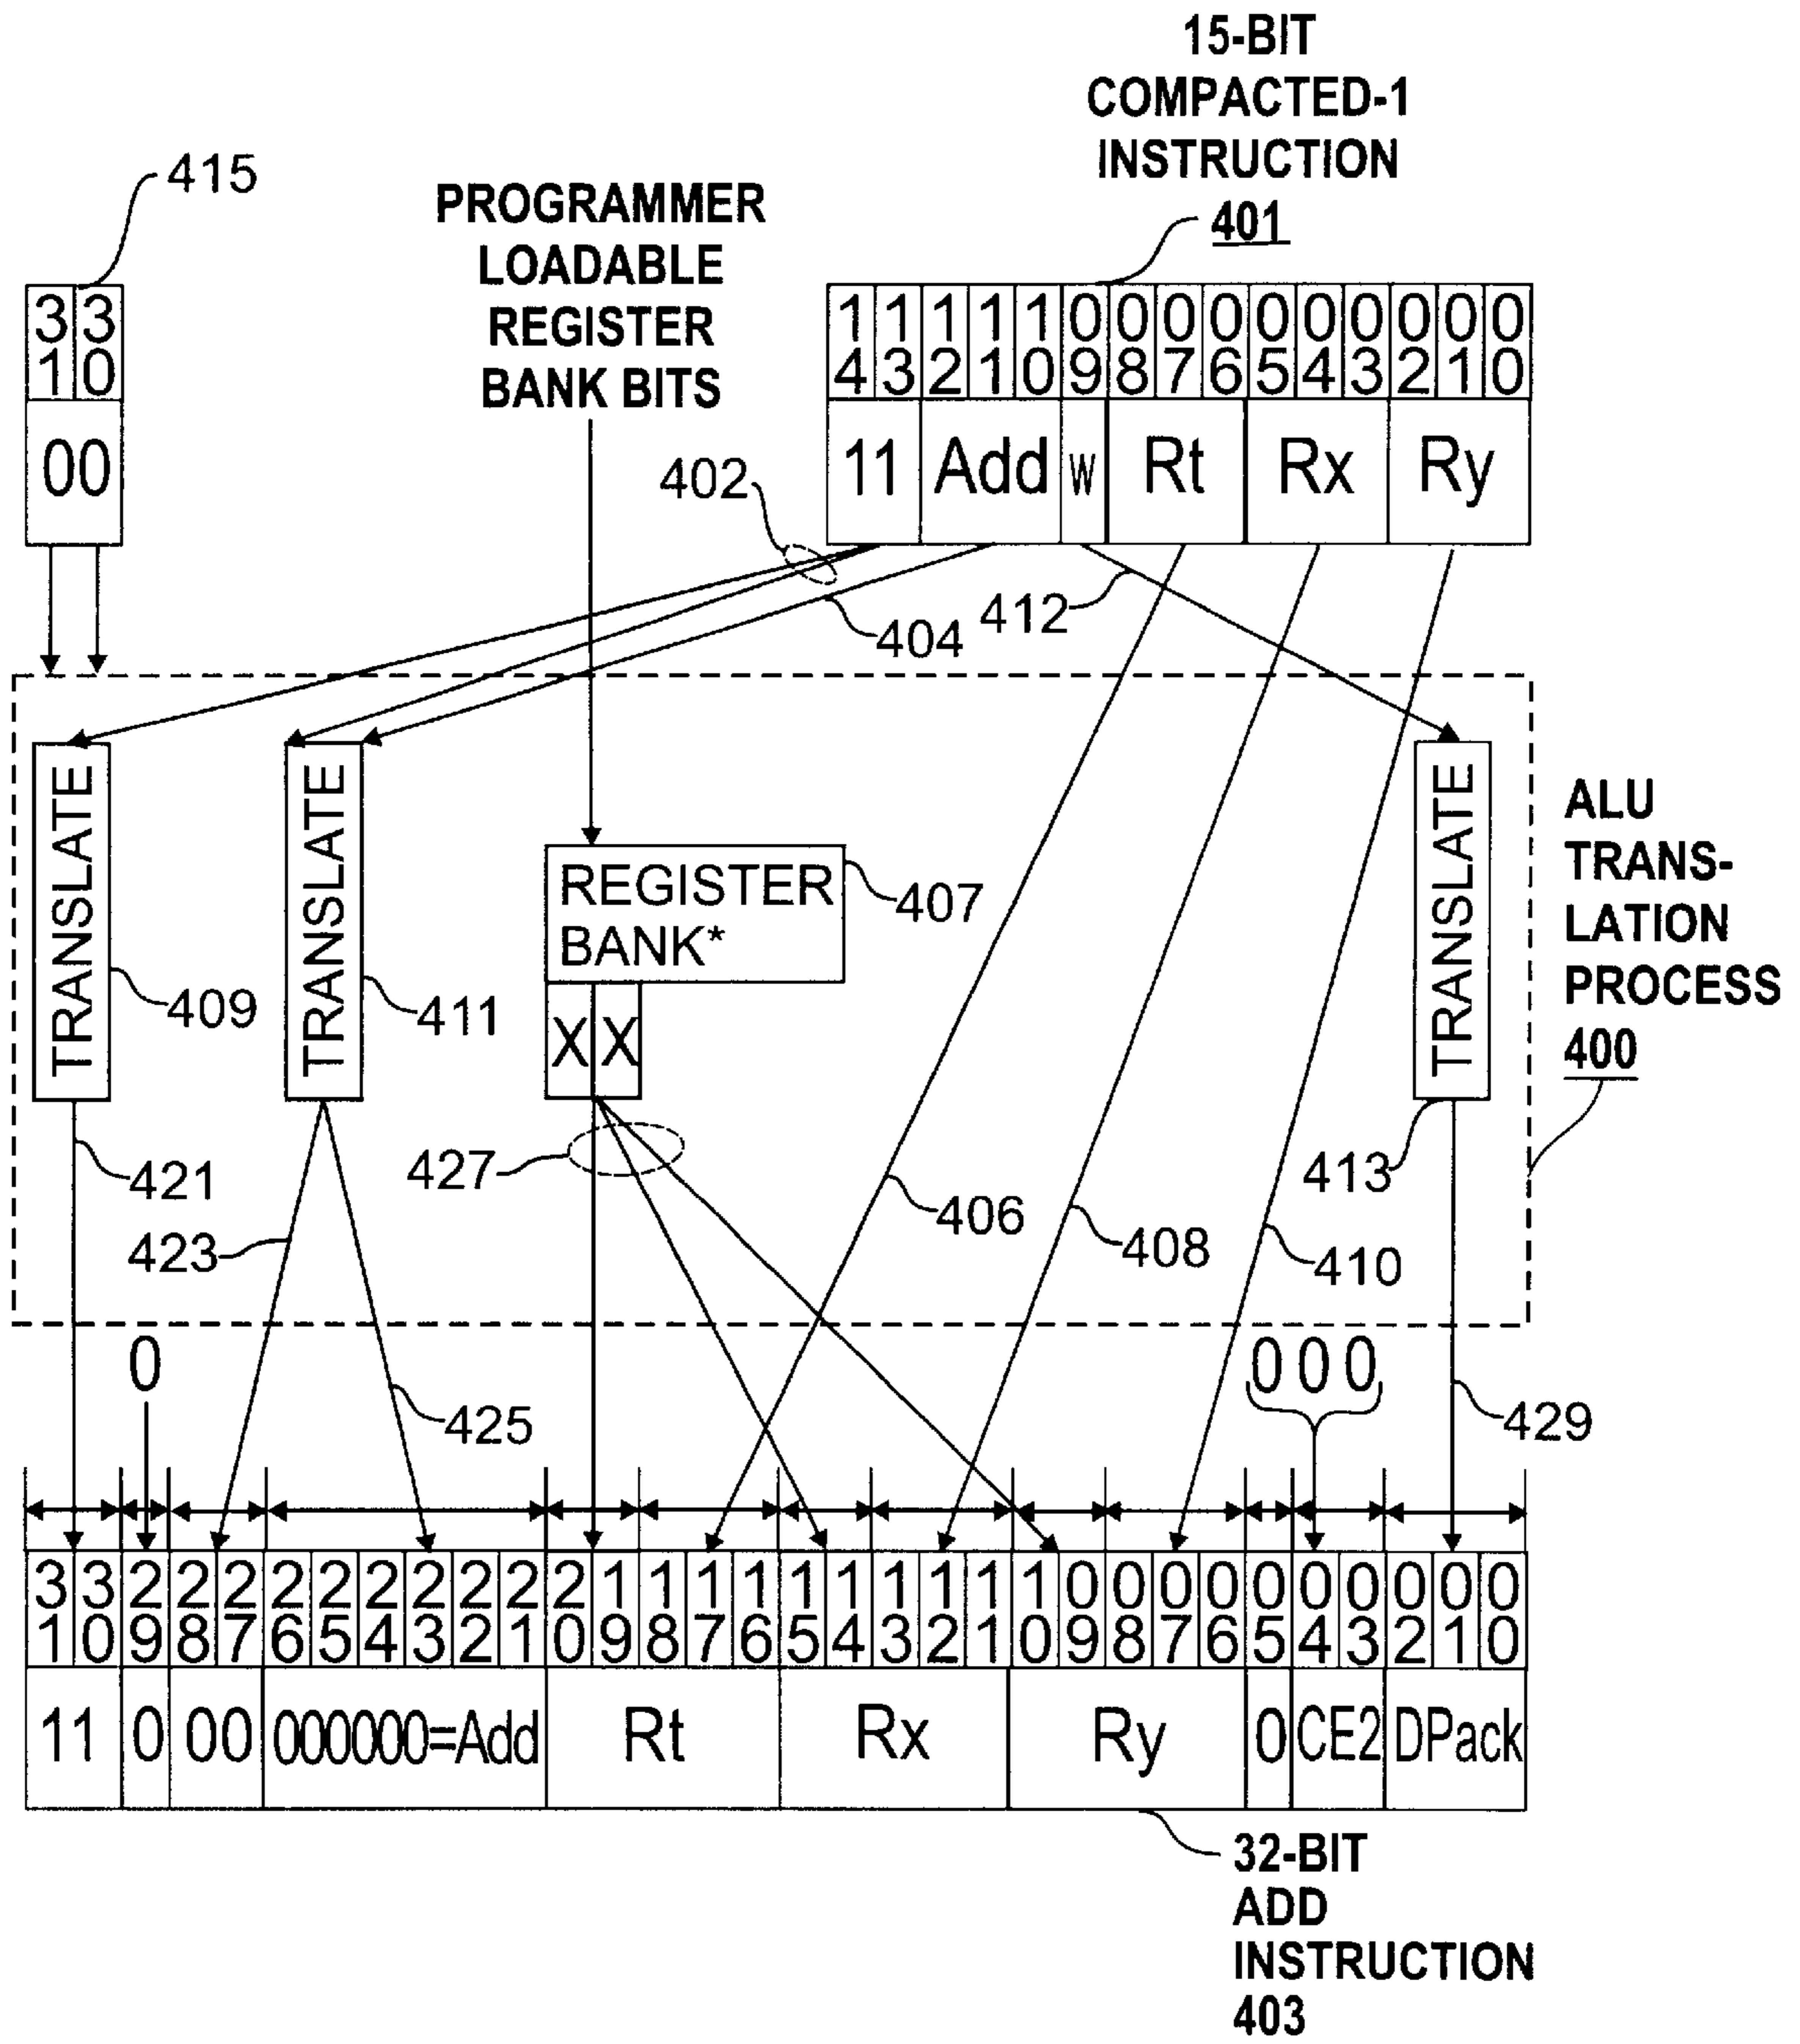 15-BIT
COMPACTED-1
INSTRUCTION
401
415
PROGRAMMER
LOADABLE
REGISTER
BANK BITS
3 3
1 0
00
1 1 1 1 1 0 0 0 0 0 0 0 0 0 0
4 3 2 1 0 9 8 7 6 5 4 3 2 1 0
11 Add w Rt Rx Ry
402
404
412
TRANSLATE
TRANSLATE
TRANSLATE
REGISTER
BANK*
X X
407
409
411
413
ALU
TRANS-
LATION
PROCESS
400
421
423
427
406
408
410
0
000
425
429
3 3 2 2 2 2 2 2 2 2 2 2 1 1 1 1 1 1 1 1 1 1 0 0 0 0 0 0 0 0 0 0
1 0 9 8 7 6 5 4 3 2 1 0 9 8 7 6 5 4 3 2 1 0 9 8 7 6 5 4 3 2 1 0
11 0 00 000000=Add Rt Rx Ry 0 CE2 DPack
32-BIT
ADD
INSTRUCTION
403